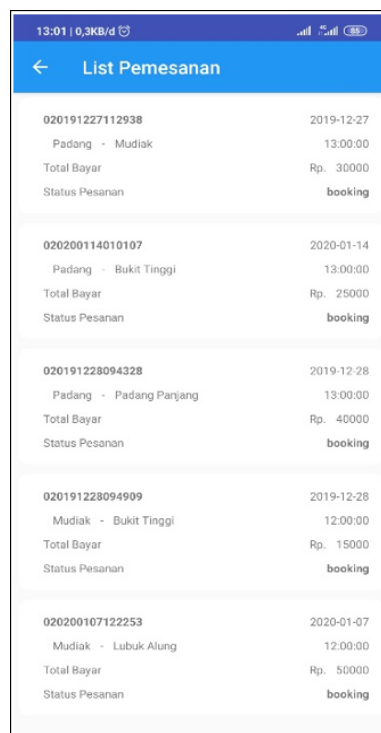 13:01 | 0,3KB/d
4G
85
List Pemesanan
020191227112938 2019-12-27
Padang - Mudiak 13:00:00
Total Bayar Rp. 30000
Status Pesanan booking
020200114010107 2020-01-14
Padang - Bukit Tinggi 13:00:00
Total Bayar Rp. 25000
Status Pesanan booking
020191228094328 2019-12-28
Padang - Padang Panjang 13:00:00
Total Bayar Rp. 40000
Status Pesanan booking
020191228094909 2019-12-28
Mudiak - Bukit Tinggi 12:00:00
Total Bayar Rp. 15000
Status Pesanan booking
020200107122253 2020-01-07
Mudiak - Lubuk Alung 12:00:00
Total Bayar Rp. 50000
Status Pesanan booking